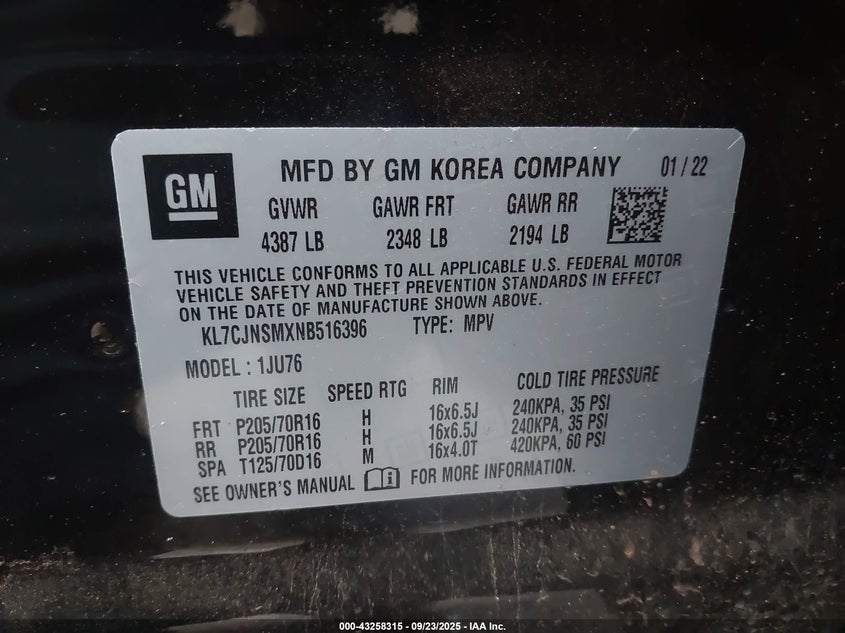 GM
MFD BY GM KOREA COMPANY 01 / 22
GVWR GAWR FRT GAWR RR
4387 LB 2348 LB 2194 LB
THIS VEHICLE CONFORMS TO ALL APPLICABLE U.S. FEDERAL MOTOR
VEHICLE SAFETY AND THEFT PREVENTION STANDARDS IN EFFECT
ON THE DATE OF MANUFACTURE SHOWN ABOVE.
KL7CJNSMXNB516396 TYPE: MPV
MODEL : 1JU76
TIRE SIZE SPEED RTG RIM COLD TIRE PRESSURE
FRT P205/70R16 H 16x6.5J 240KPA, 35 PSI
RR P205/70R16 H 16x6.5J 240KPA, 35 PSI
SPA T125/70D16 M 16x4.0T 420KPA, 60 PSI
SEE OWNER'S MANUAL FOR MORE INFORMATION.
000-43258315 - 09/23/2025 - IAA Inc.